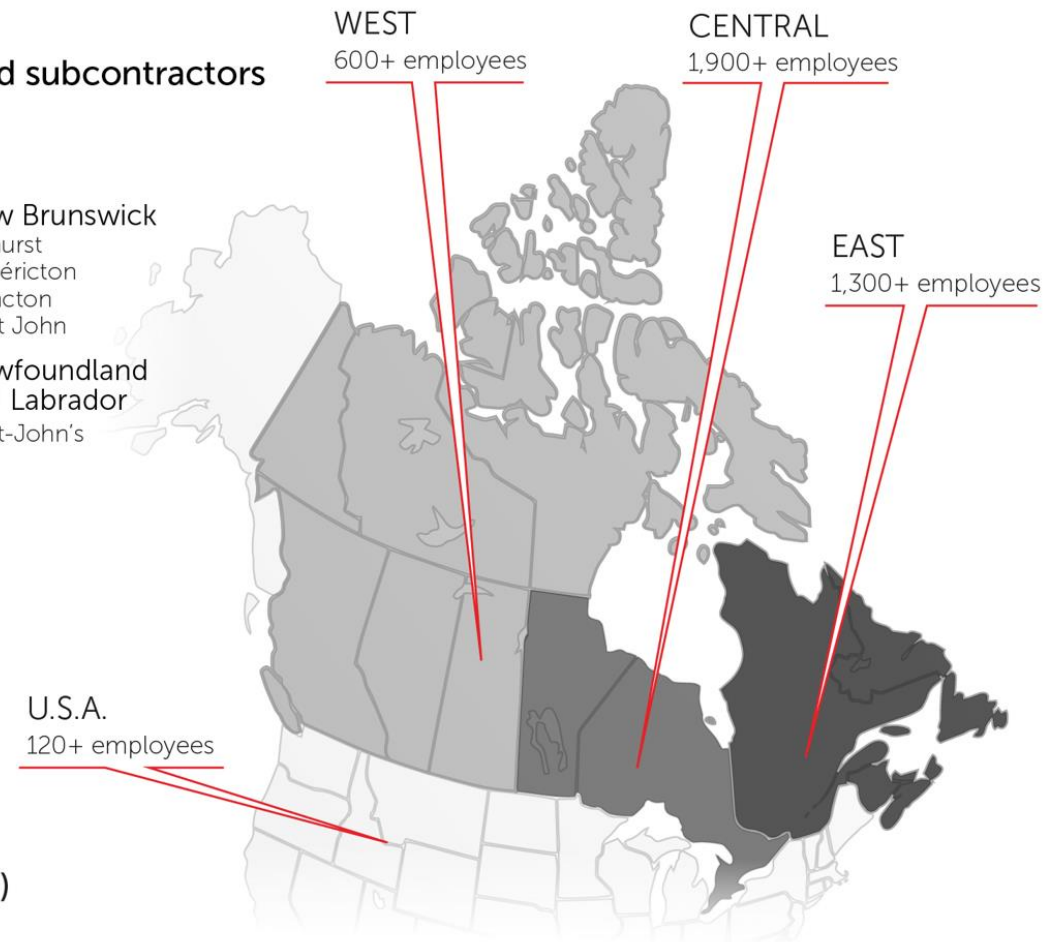 d subcontractors
w Brunswick
urst
éricton
ncton
t John
wfoundland
Labrador
t-John's
WEST
600+ employees
CENTRAL
1,900+ employees
EAST
1,300+ employees
U.S.A.
120+ employees
)